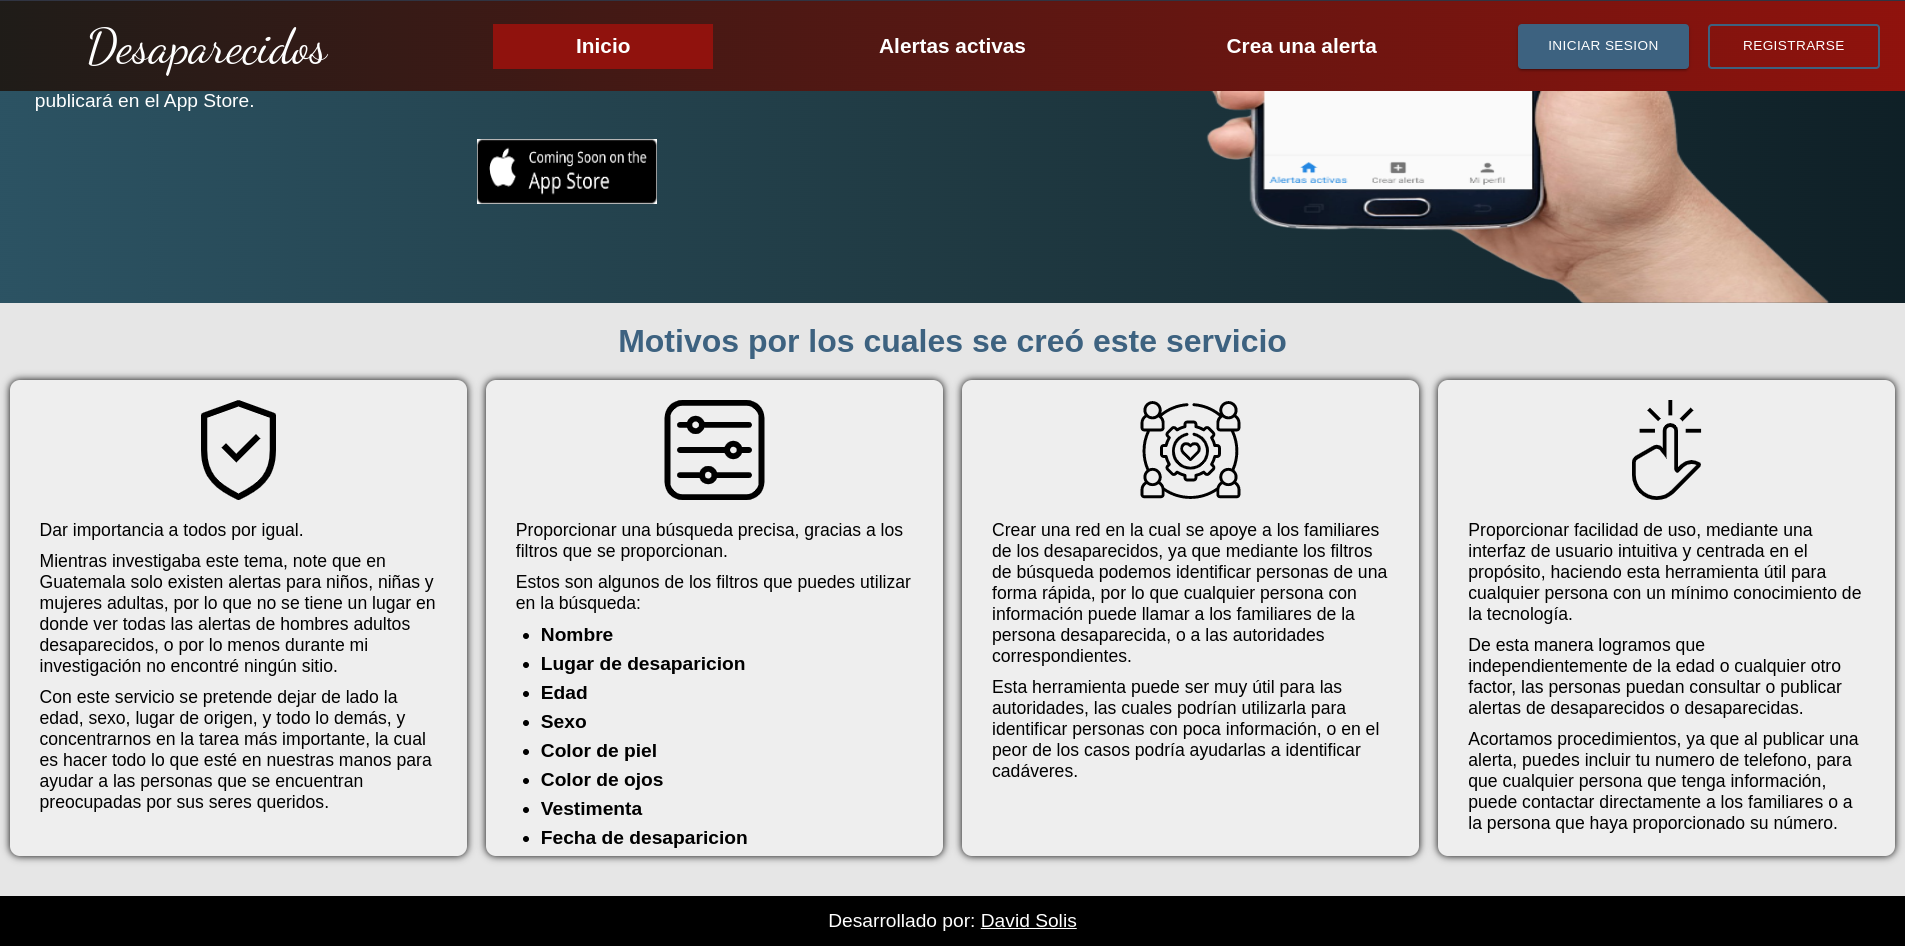 Desaparecidos
Inicio
Alertas activas
Crea una alerta
INICIAR SESION
REGISTRARSE
publicará en el App Store.
Coming Soon on the
App Store
Alertas activas
Crear alerta
Mi perfil
Motivos por los cuales se creó este servicio
Dar importancia a todos por igual.
Mientras investigaba este tema, note que en
Guatemala solo existen alertas para niños, niñas y
mujeres adultas, por lo que no se tiene un lugar en
donde ver todas las alertas de hombres adultos
desaparecidos, o por lo menos durante mi
investigación no encontré ningún sitio.
Con este servicio se pretende dejar de lado la
edad, sexo, lugar de origen, y todo lo demás, y
concentrarnos en la tarea más importante, la cual
es hacer todo lo que esté en nuestras manos para
ayudar a las personas que se encuentran
preocupadas por sus seres queridos.
Proporcionar una búsqueda precisa, gracias a los
filtros que se proporcionan.
Estos son algunos de los filtros que puedes utilizar
en la búsqueda:
• Nombre
• Lugar de desaparicion
• Edad
• Sexo
• Color de piel
• Color de ojos
• Vestimenta
• Fecha de desaparicion
Crear una red en la cual se apoye a los familiares
de los desaparecidos, ya que mediante los filtros
de búsqueda podemos identificar personas de una
forma rápida, por lo que cualquier persona con
información puede llamar a los familiares de la
persona desaparecida, o a las autoridades
correspondientes.
Esta herramienta puede ser muy útil para las
autoridades, las cuales podrían utilizarla para
identificar personas con poca información, o en el
peor de los casos podría ayudarlas a identificar
cadáveres.
Proporcionar facilidad de uso, mediante una
interfaz de usuario intuitiva y centrada en el
propósito, haciendo esta herramienta útil para
cualquier persona con un mínimo conocimiento de
la tecnología.
De esta manera logramos que
independientemente de la edad o cualquier otro
factor, las personas puedan consultar o publicar
alertas de desaparecidos o desaparecidas.
Acortamos procedimientos, ya que al publicar una
alerta, puedes incluir tu numero de telefono, para
que cualquier persona que tenga información,
puede contactar directamente a los familiares o a
la persona que haya proporcionado su número.
Desarrollado por: David Solis